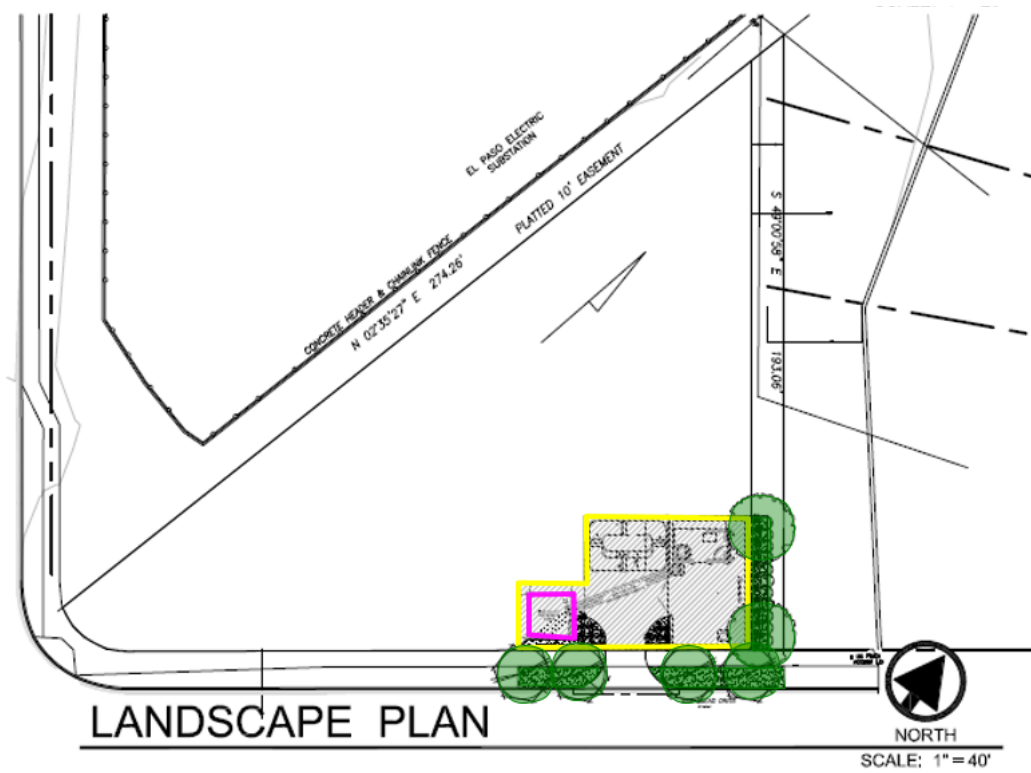 EL PASO ELECTRIC
SUBSTATION
PLATTED 10' EASEMENT
CONCRETE HEADER & CHAINLINK FENCE
N 02°35'27" E 274.26'
S 49°00'58" E
193.06'
LANDSCAPE PLAN
NORTH
SCALE: 1"=40'